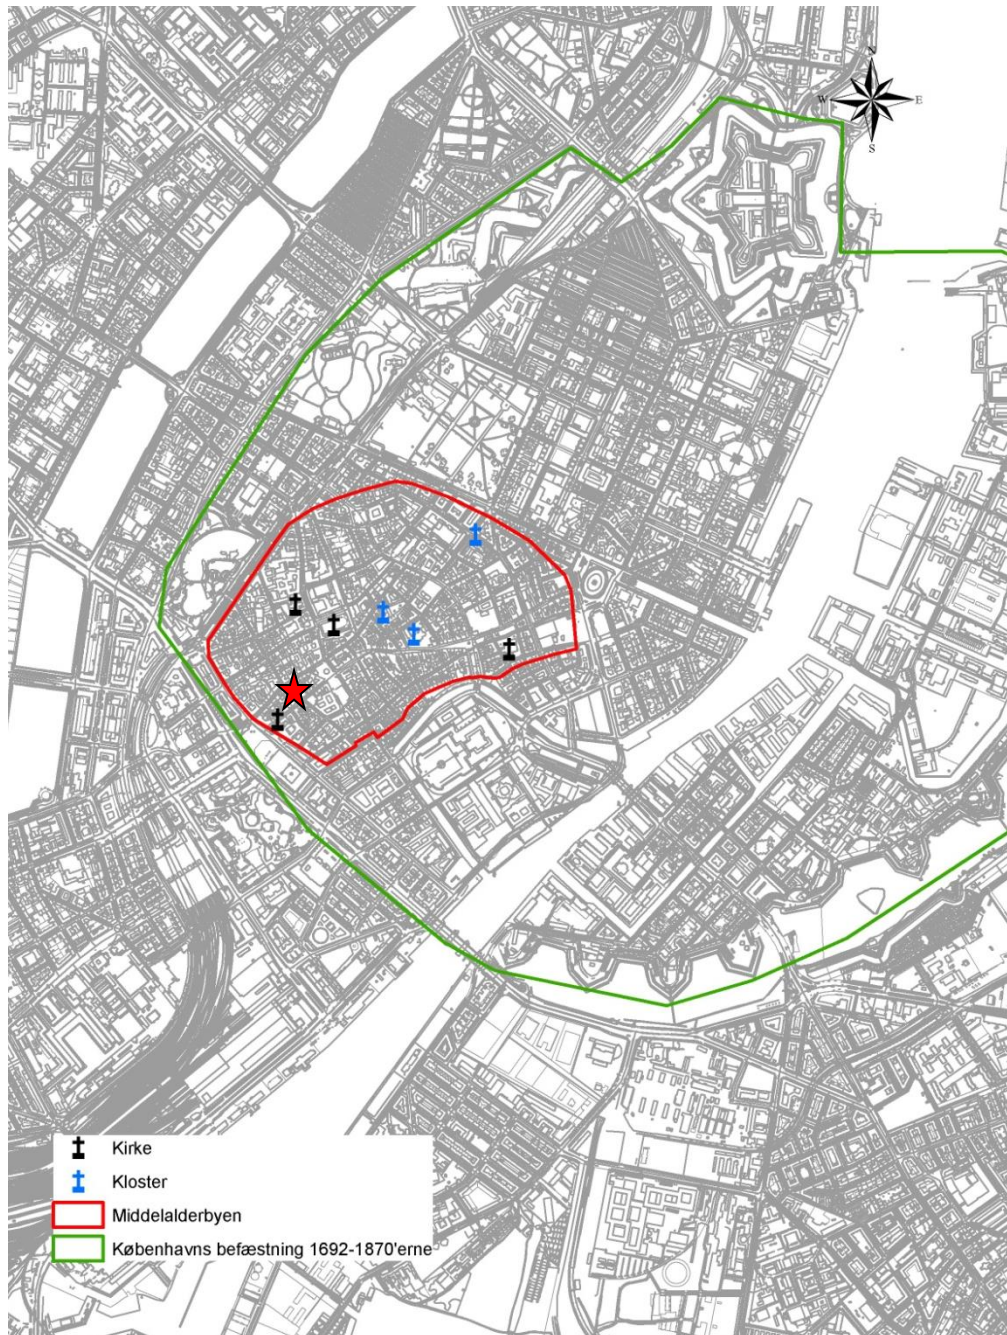 N
W E
S
Kirke
Kloster
Middelalderbyen
Københavns befæstning 1692-1870'erne